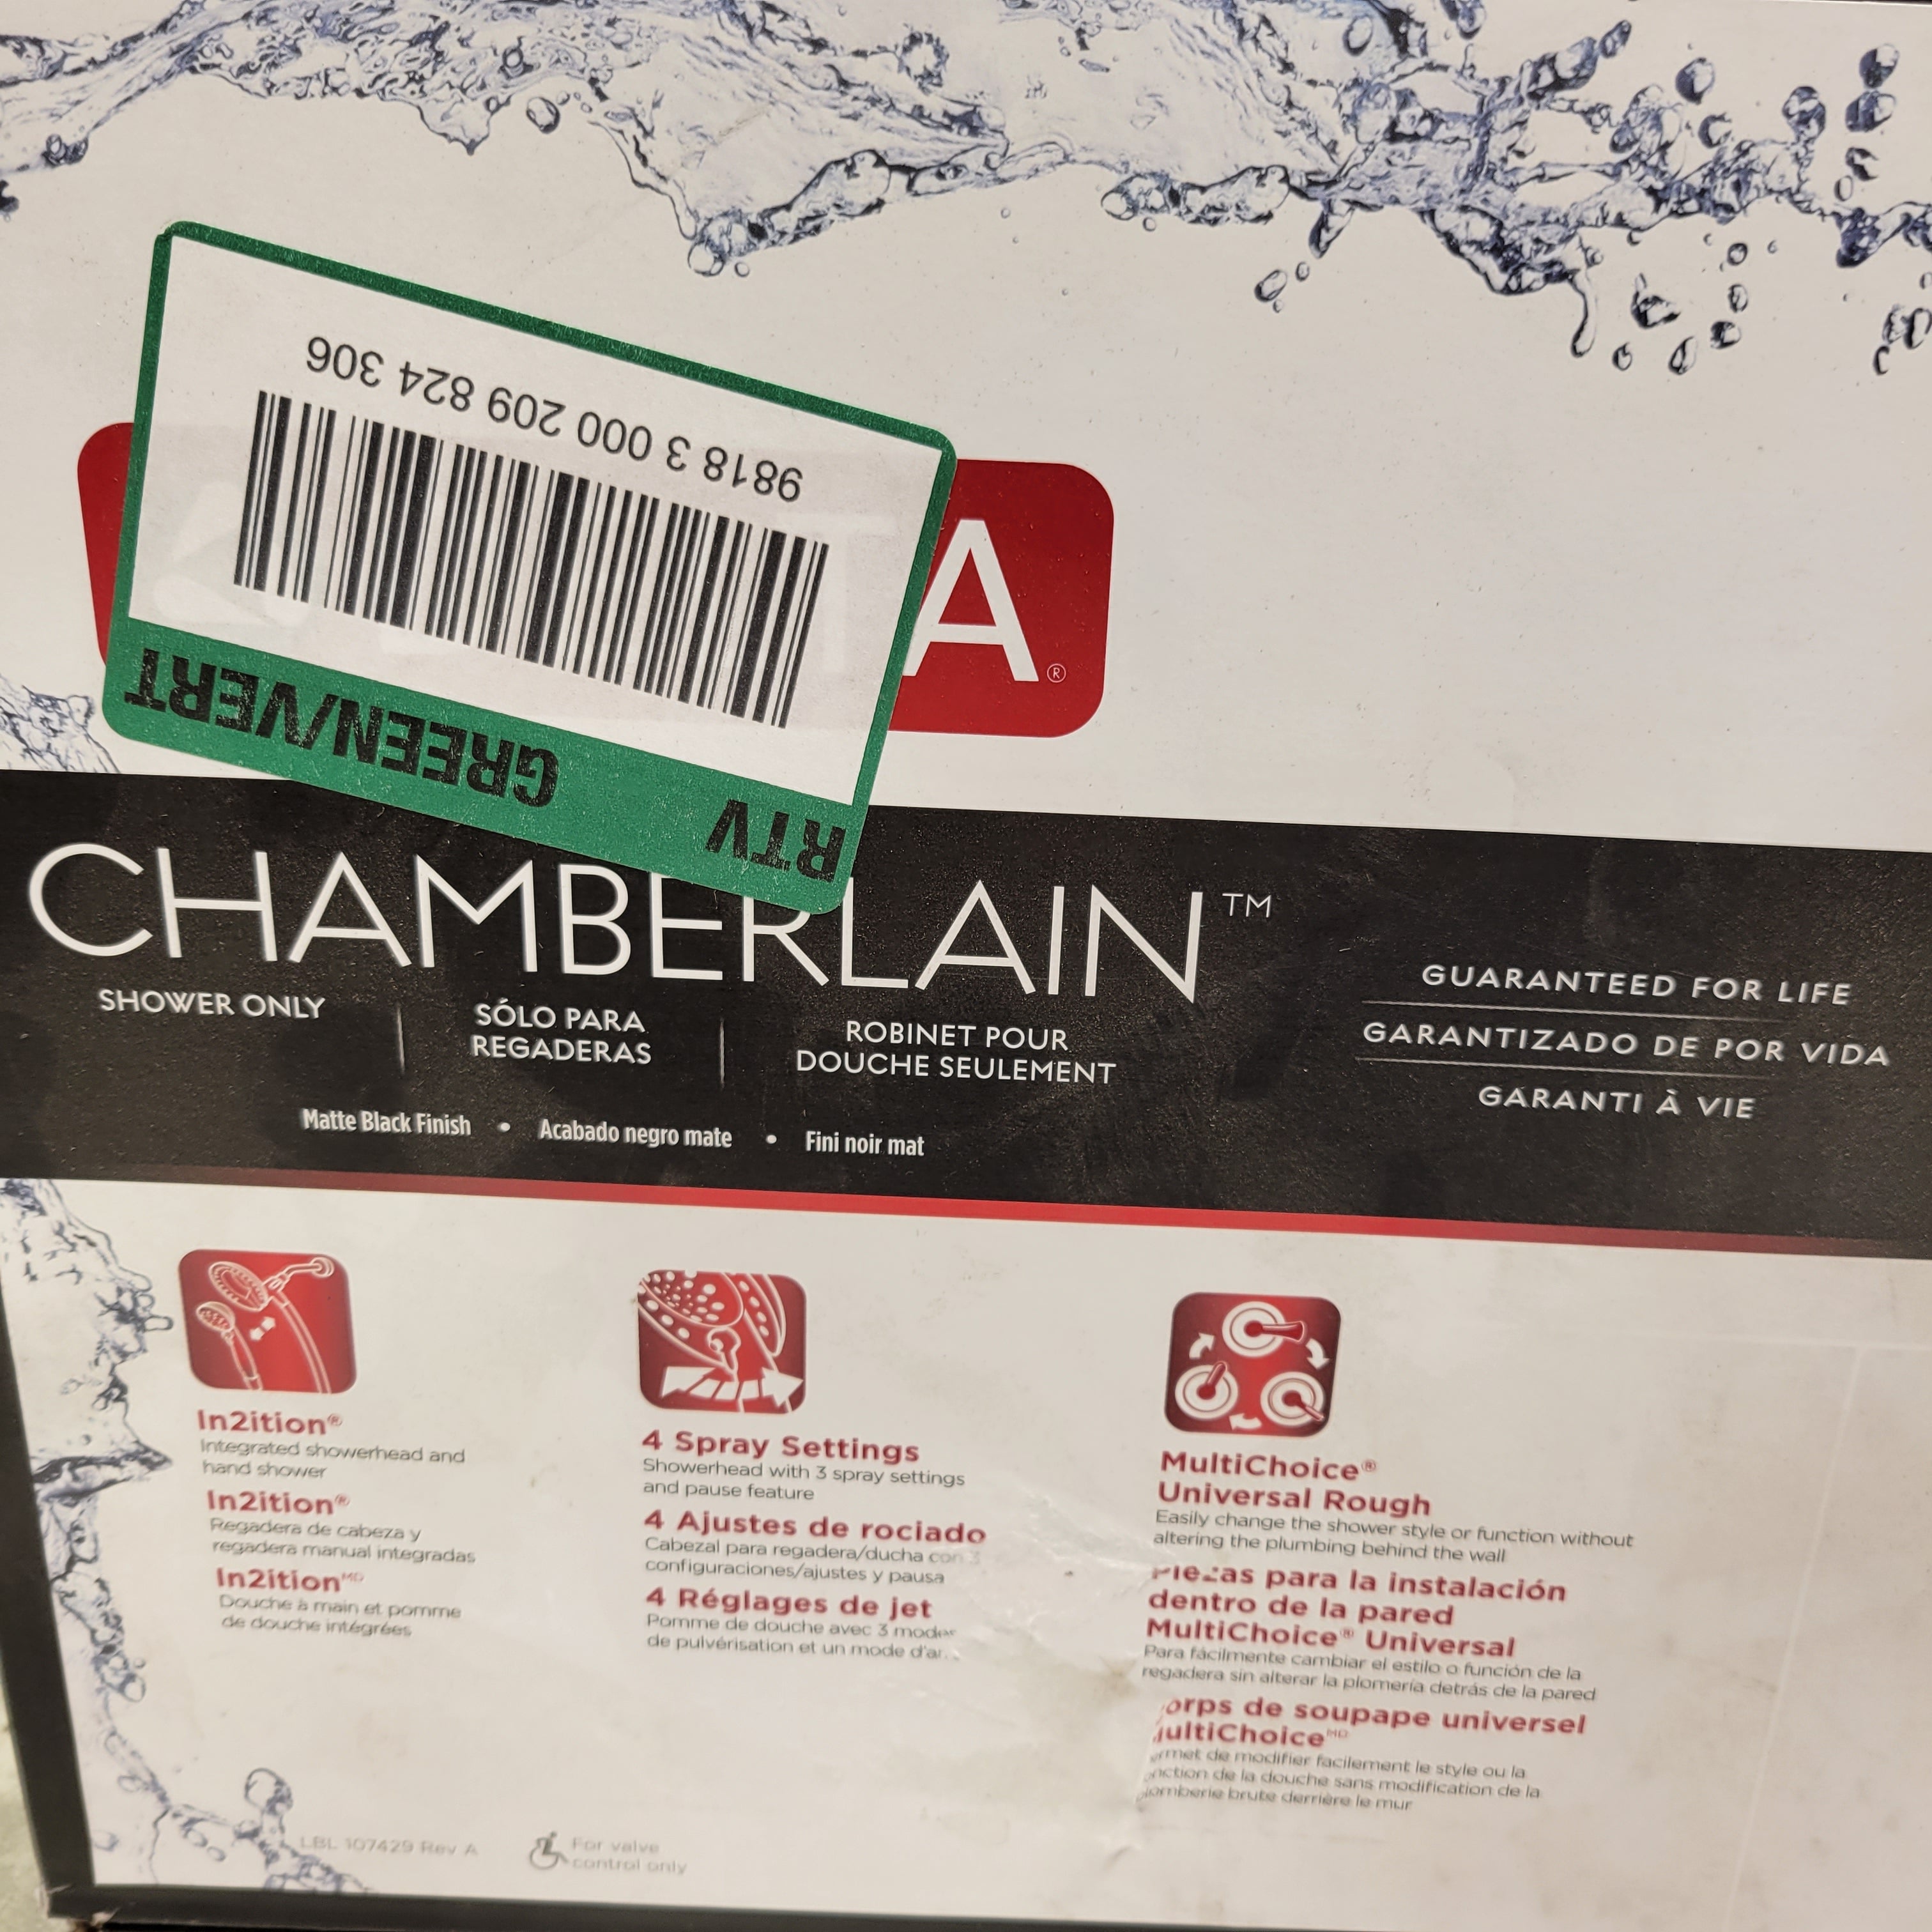 9818 3 000 209 824 306
RTV GREEN/VERT
A®
CHAMBERLAIN™
SHOWER ONLY
SÓLO PARA
REGADERAS
ROBINET POUR
DOUCHE SEULEMENT
Matte Black Finish • Acabado negro mate • Fini noir mat
GUARANTEED FOR LIFE
GARANTIZADO DE POR VIDA
GARANTI À VIE
In2ition®
Integrated showerhead and
hand shower
In2ition®
Regadera de cabeza y
regadera manual integradas
In2itionMD
Douche à main et pomme
de douche intégrées
4 Spray Settings
Showerhead with 3 spray settings
and pause feature
4 Ajustes de rociado
Cabezal para regadera/ducha con 3
configuraciones/ajustes y pausa
4 Réglages de jet
Pomme de douche avec 3 modes
de pulvérisation et un mode
MultiChoice®
Universal Rough
Easily change the shower style or function without
altering the plumbing behind the wall
Piezas para la instalación
dentro de la pared
MultiChoice® Universal
Para fácilmente cambiar el estilo o función de la
regadera sin alterar la plomería detrás de la pared
orps de soupape universel
ultiChoiceMD
rmet de modifier facilement le style ou la
nction de la douche sans modification de la
omberie brute derrière le mur
LBL 107429 Rev A
For valve
control only